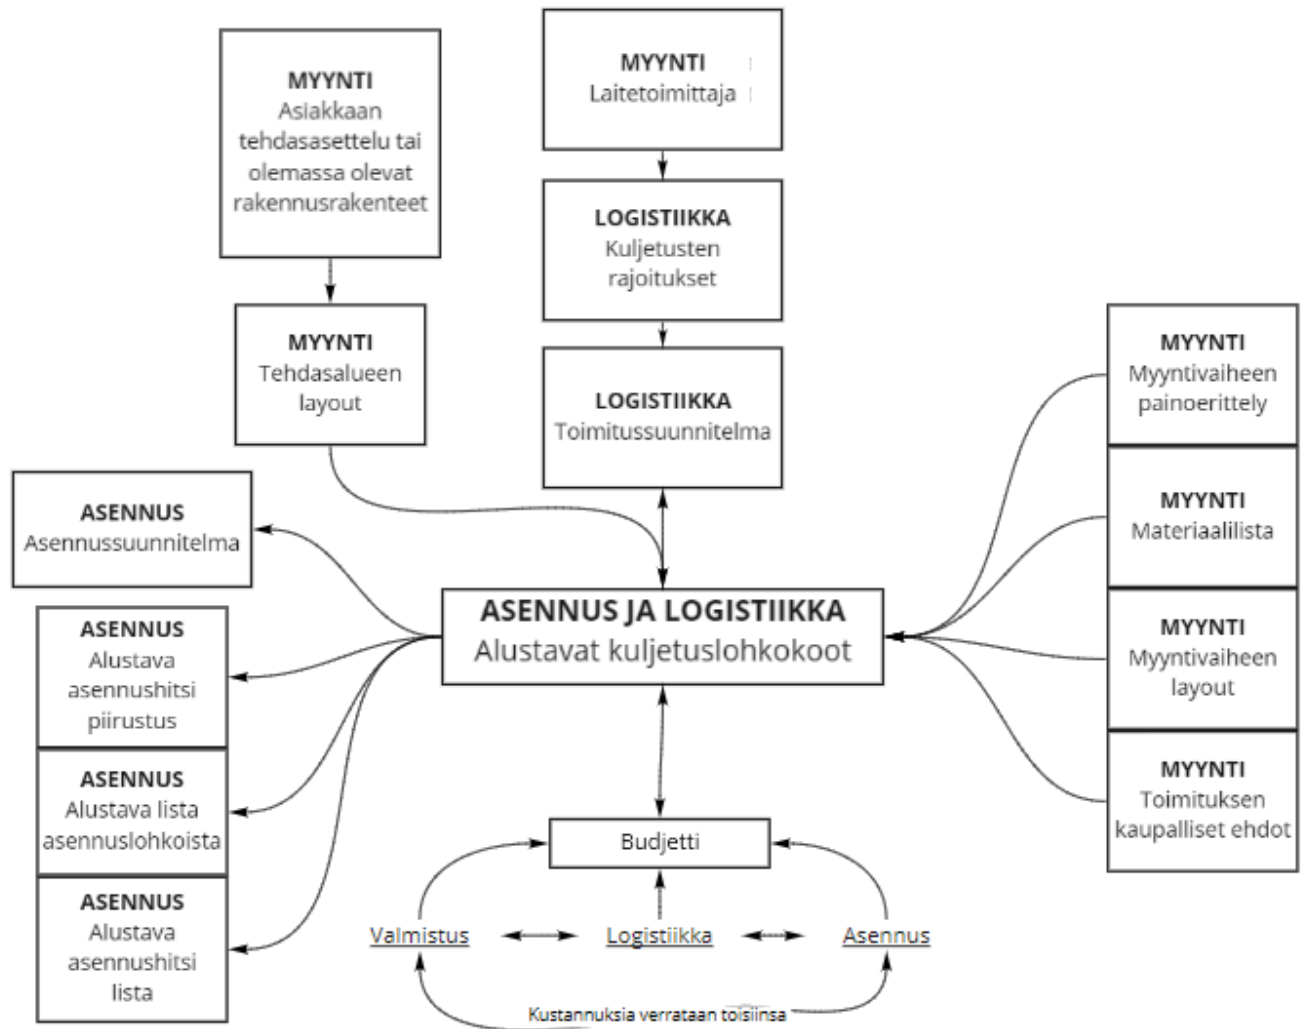 MYYNTI
Asiakkaan
tehdasasettelu tai
olemassa olevat
rakennusrakenteet
MYYNTI
Laitetoimittaja
LOGISTIIKKA
Kuljetusten
rajoitukset
MYYNTI
Tehdasalueen
layout
LOGISTIIKKA
Toimitussuunnitelma
MYYNTI
Myyntivaiheen
painoerittely
MYYNTI
Materiaalilista
MYYNTI
Myyntivaiheen
layout
MYYNTI
Toimituksen
kaupalliset ehdot
ASENNUS
Asennussuunnitelma
ASENNUS JA LOGISTIIKKA
Alustavat kuljetuslohkokoot
ASENNUS
Alustava
asennushitsi
piirustus
ASENNUS
Alustava lista
asennuslohkoista
ASENNUS
Alustava
asennushitsi
lista
Budjetti
Valmistus
Logistiikka
Asennus
Kustannuksia verrataan toisiinsa